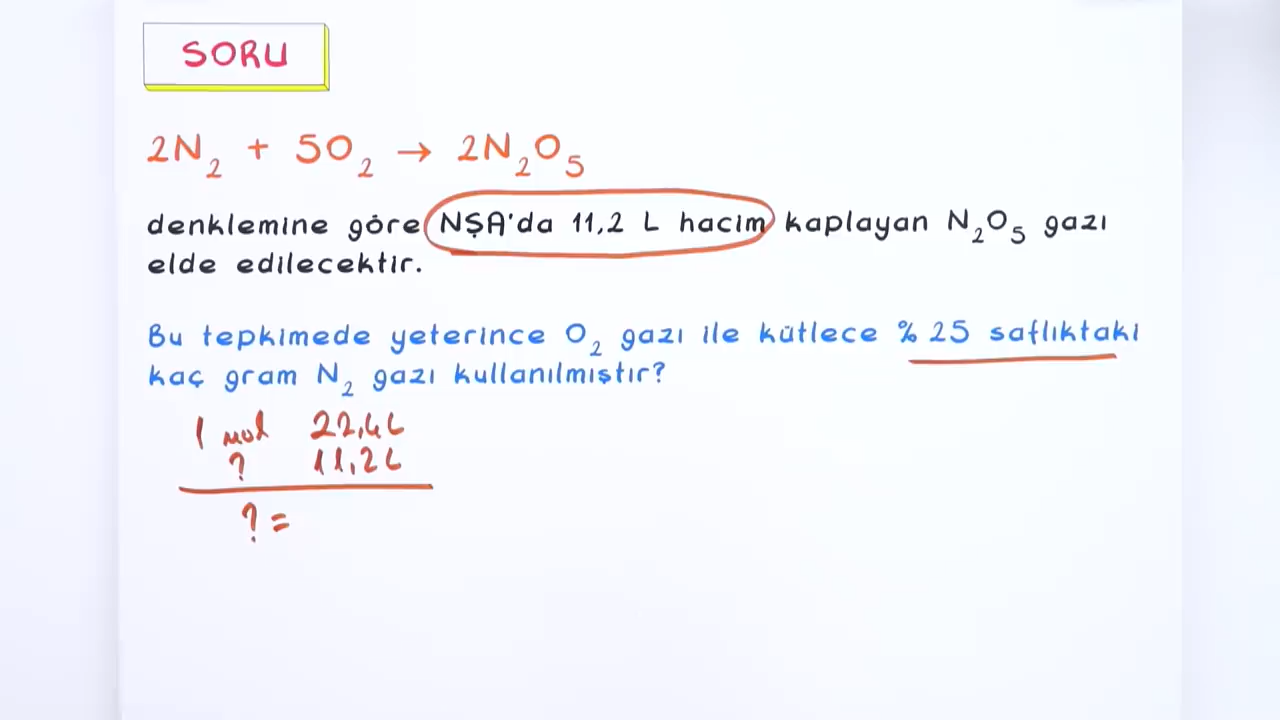 SORU
2N₂ + 5O₂ → 2N₂O₅
denklemine göre NŞA'da 11,2 L hacim kaplayan N₂O₅ gazı
elde edilecektir.
Bu tepkimede yeterince O₂ gazı ile kütlece % 25 saflıktaki
kaç gram N₂ gazı kullanılmıştır?
1 mol 22,4L
? 11,2L
? =